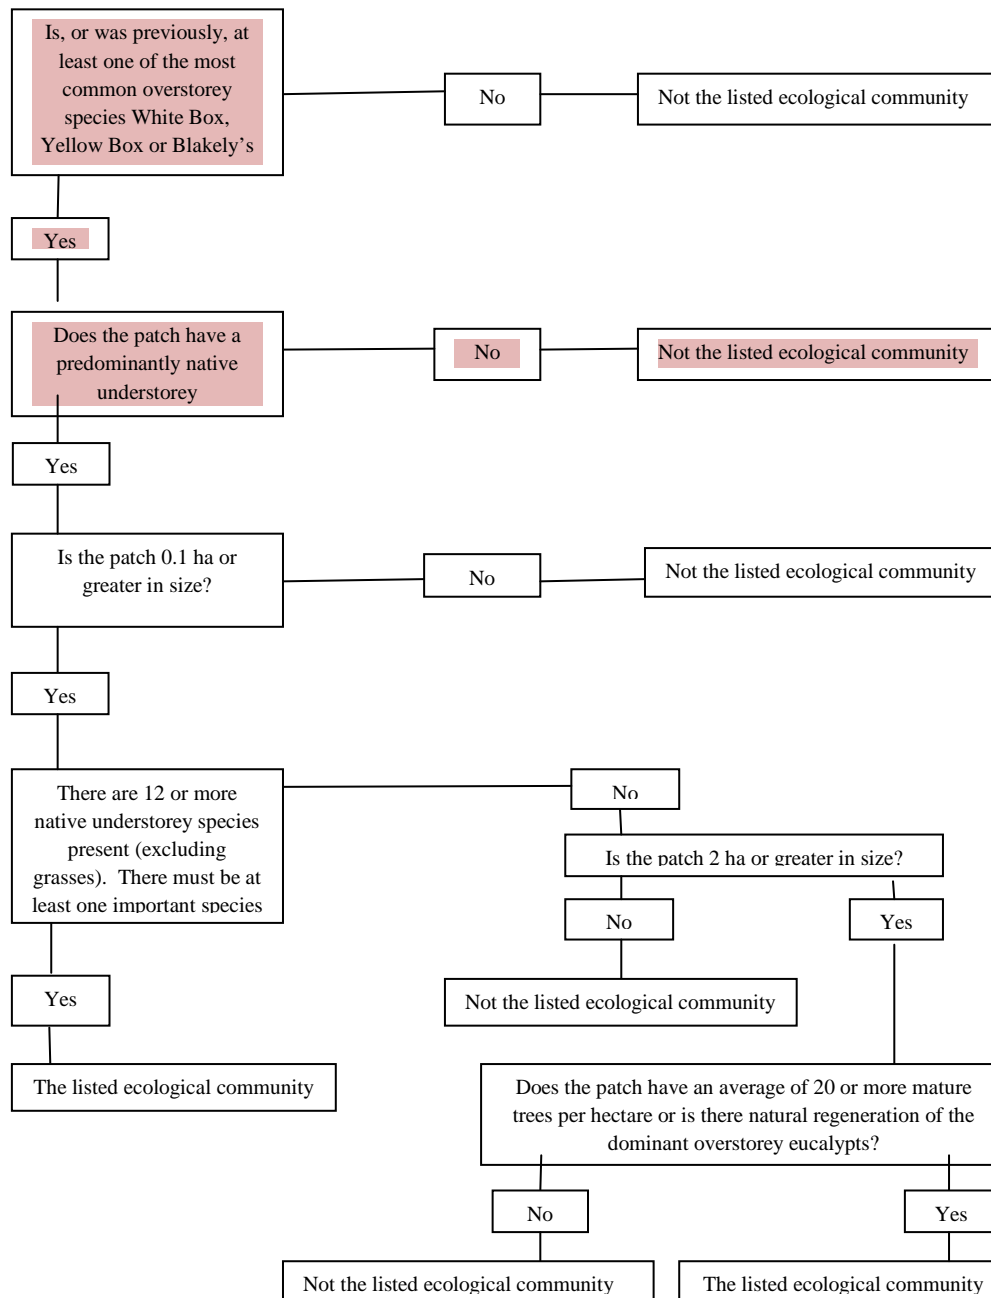 Is, or was previously, at
least one of the most
common overstorey
species White Box,
Yellow Box or Blakely's
No
Not the listed ecological community
Yes
Does the patch have a
predominantly native
understorey
No
Not the listed ecological community
Yes
Is the patch 0.1 ha or
greater in size?
No
Not the listed ecological community
Yes
There are 12 or more
native understorey species
present (excluding
grasses). There must be at
least one important species
No
Is the patch 2 ha or greater in size?
No
Yes
Yes
Not the listed ecological community
The listed ecological community
Does the patch have an average of 20 or more mature
trees per hectare or is there natural regeneration of the
dominant overstorey eucalypts?
No
Yes
Not the listed ecological community
The listed ecological community